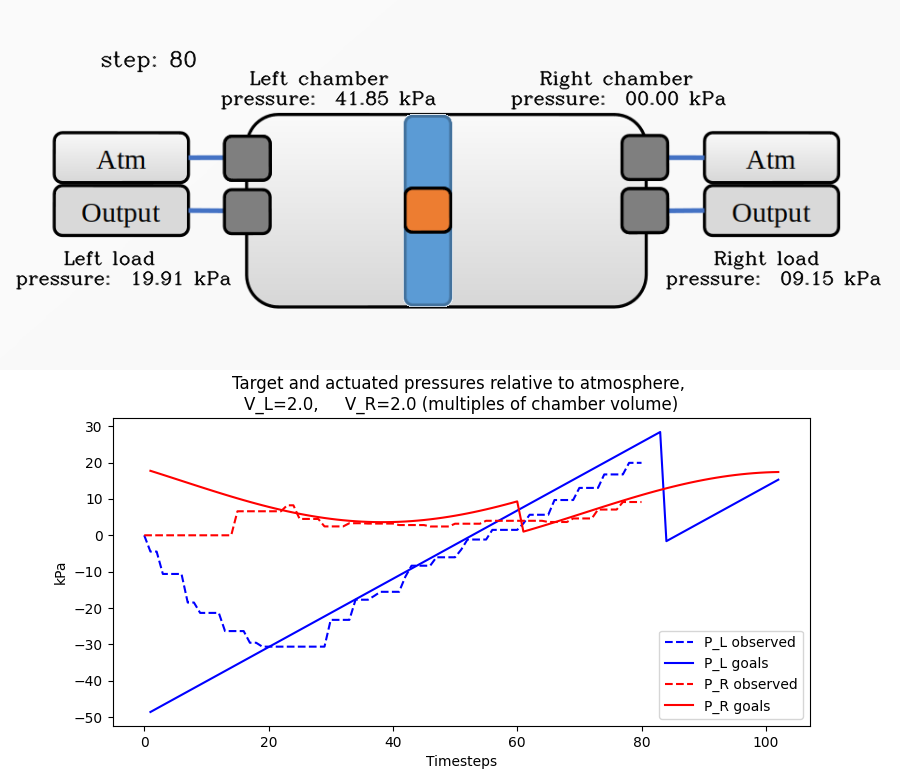 step: 80
Left chamber
pressure: 41.85 kPa
Right chamber
pressure: 00.00 kPa
Atm
Output
Atm
Output
Left load
pressure: 19.91 kPa
Right load
pressure: 09.15 kPa
Target and actuated pressures relative to atmosphere,
V_L=2.0, V_R=2.0 (multiples of chamber volume)
30
20
10
0
−10
−20
−30
−40
−50
kPa
0 20 40 60 80 100
Timesteps
P_L observed
P_L goals
P_R observed
P_R goals